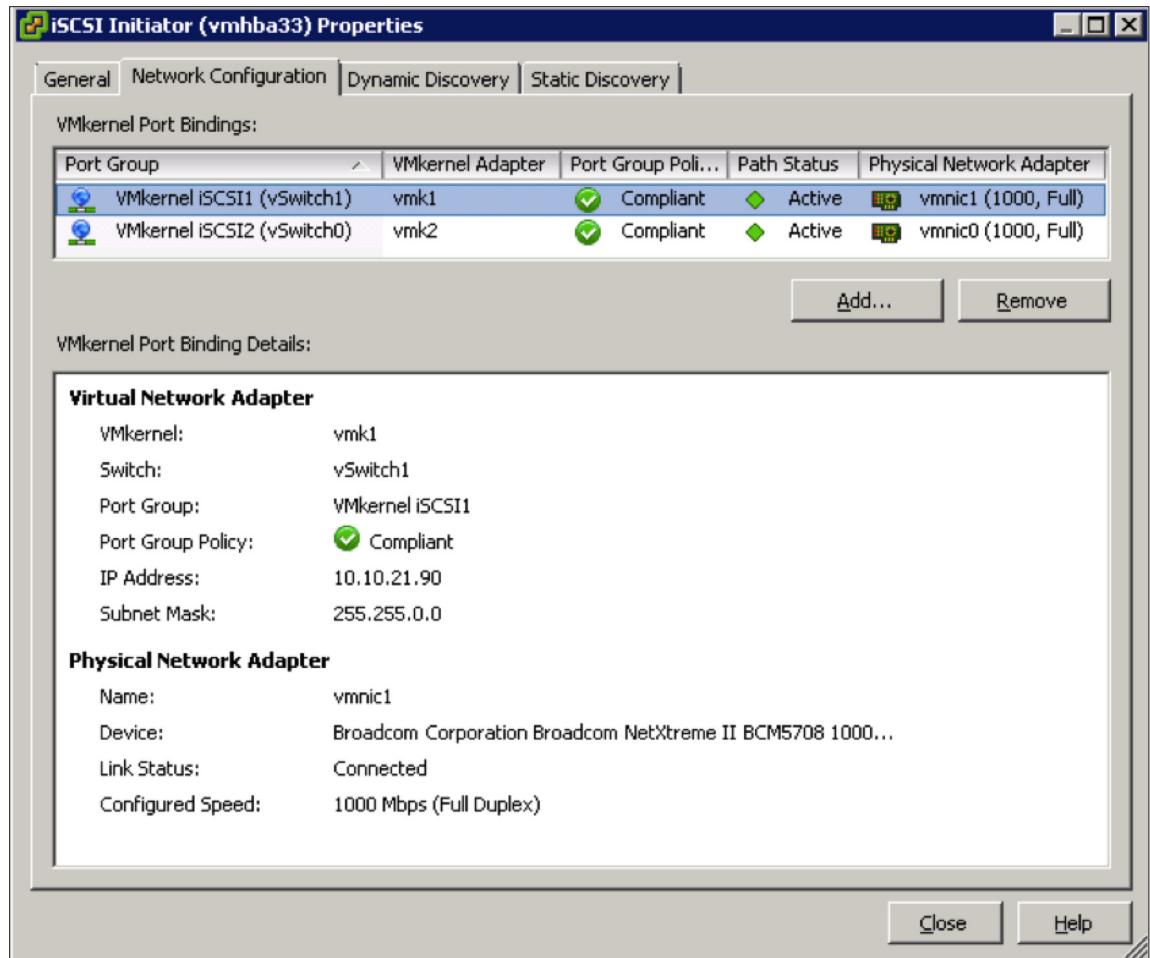 iSCSI Initiator (vmhba33) Properties
General Network Configuration Dynamic Discovery Static Discovery
VMkernel Port Bindings:
Port Group VMkernel Adapter Port Group Poli... Path Status Physical Network Adapter
VMkernel iSCSI1 (vSwitch1) vmk1 Compliant Active vmnic1 (1000, Full)
VMkernel iSCSI2 (vSwitch0) vmk2 Compliant Active vmnic0 (1000, Full)
Add... Remove
VMkernel Port Binding Details:
Virtual Network Adapter
VMkernel: vmk1
Switch: vSwitch1
Port Group: VMkernel iSCSI1
Port Group Policy: Compliant
IP Address: 10.10.21.90
Subnet Mask: 255.255.0.0
Physical Network Adapter
Name: vmnic1
Device: Broadcom Corporation Broadcom NetXtreme II BCM5708 1000...
Link Status: Connected
Configured Speed: 1000 Mbps (Full Duplex)
Close Help